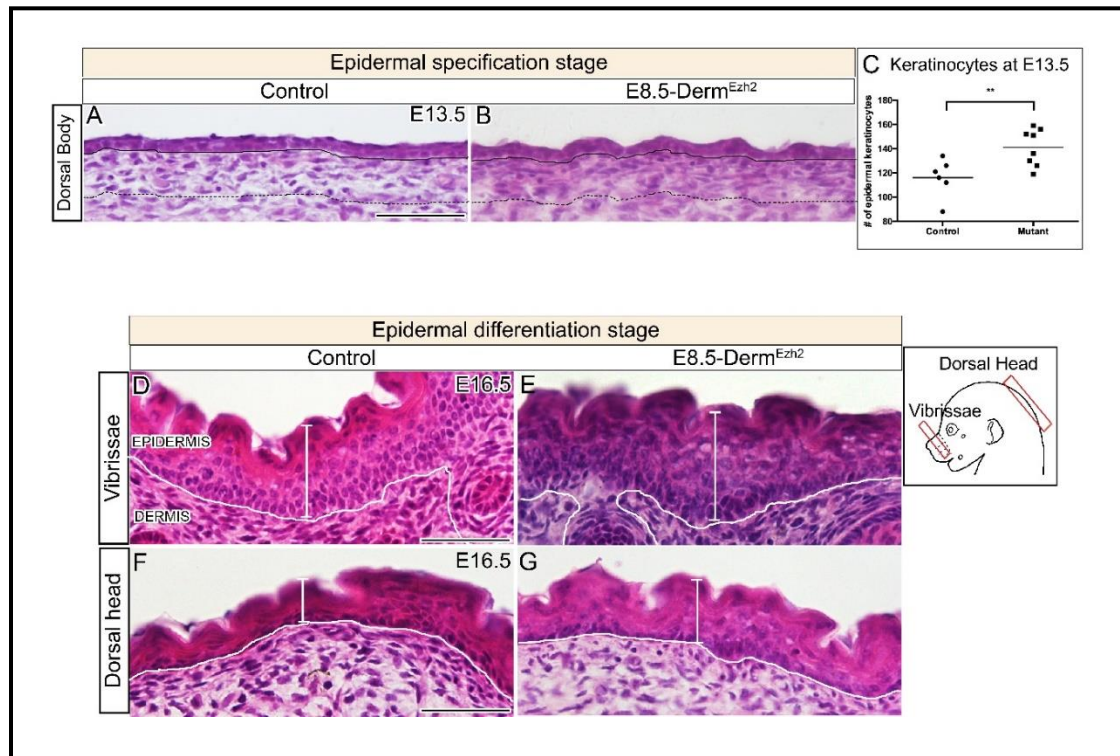 Epidermal specification stage
Control
E8.5-Derm^Ezh2
Dorsal Body
A
E13.5
B
C Keratinocytes at E13.5
**
# of epidermal keratinocytes
180
160
140
120
100
80
Control
Mutant
Epidermal differentiation stage
Control
E8.5-Derm^Ezh2
Vibrissae
D
E16.5
EPIDERMIS
DERMIS
E
Dorsal Head
Vibrissae
Dorsal head
F
E16.5
G